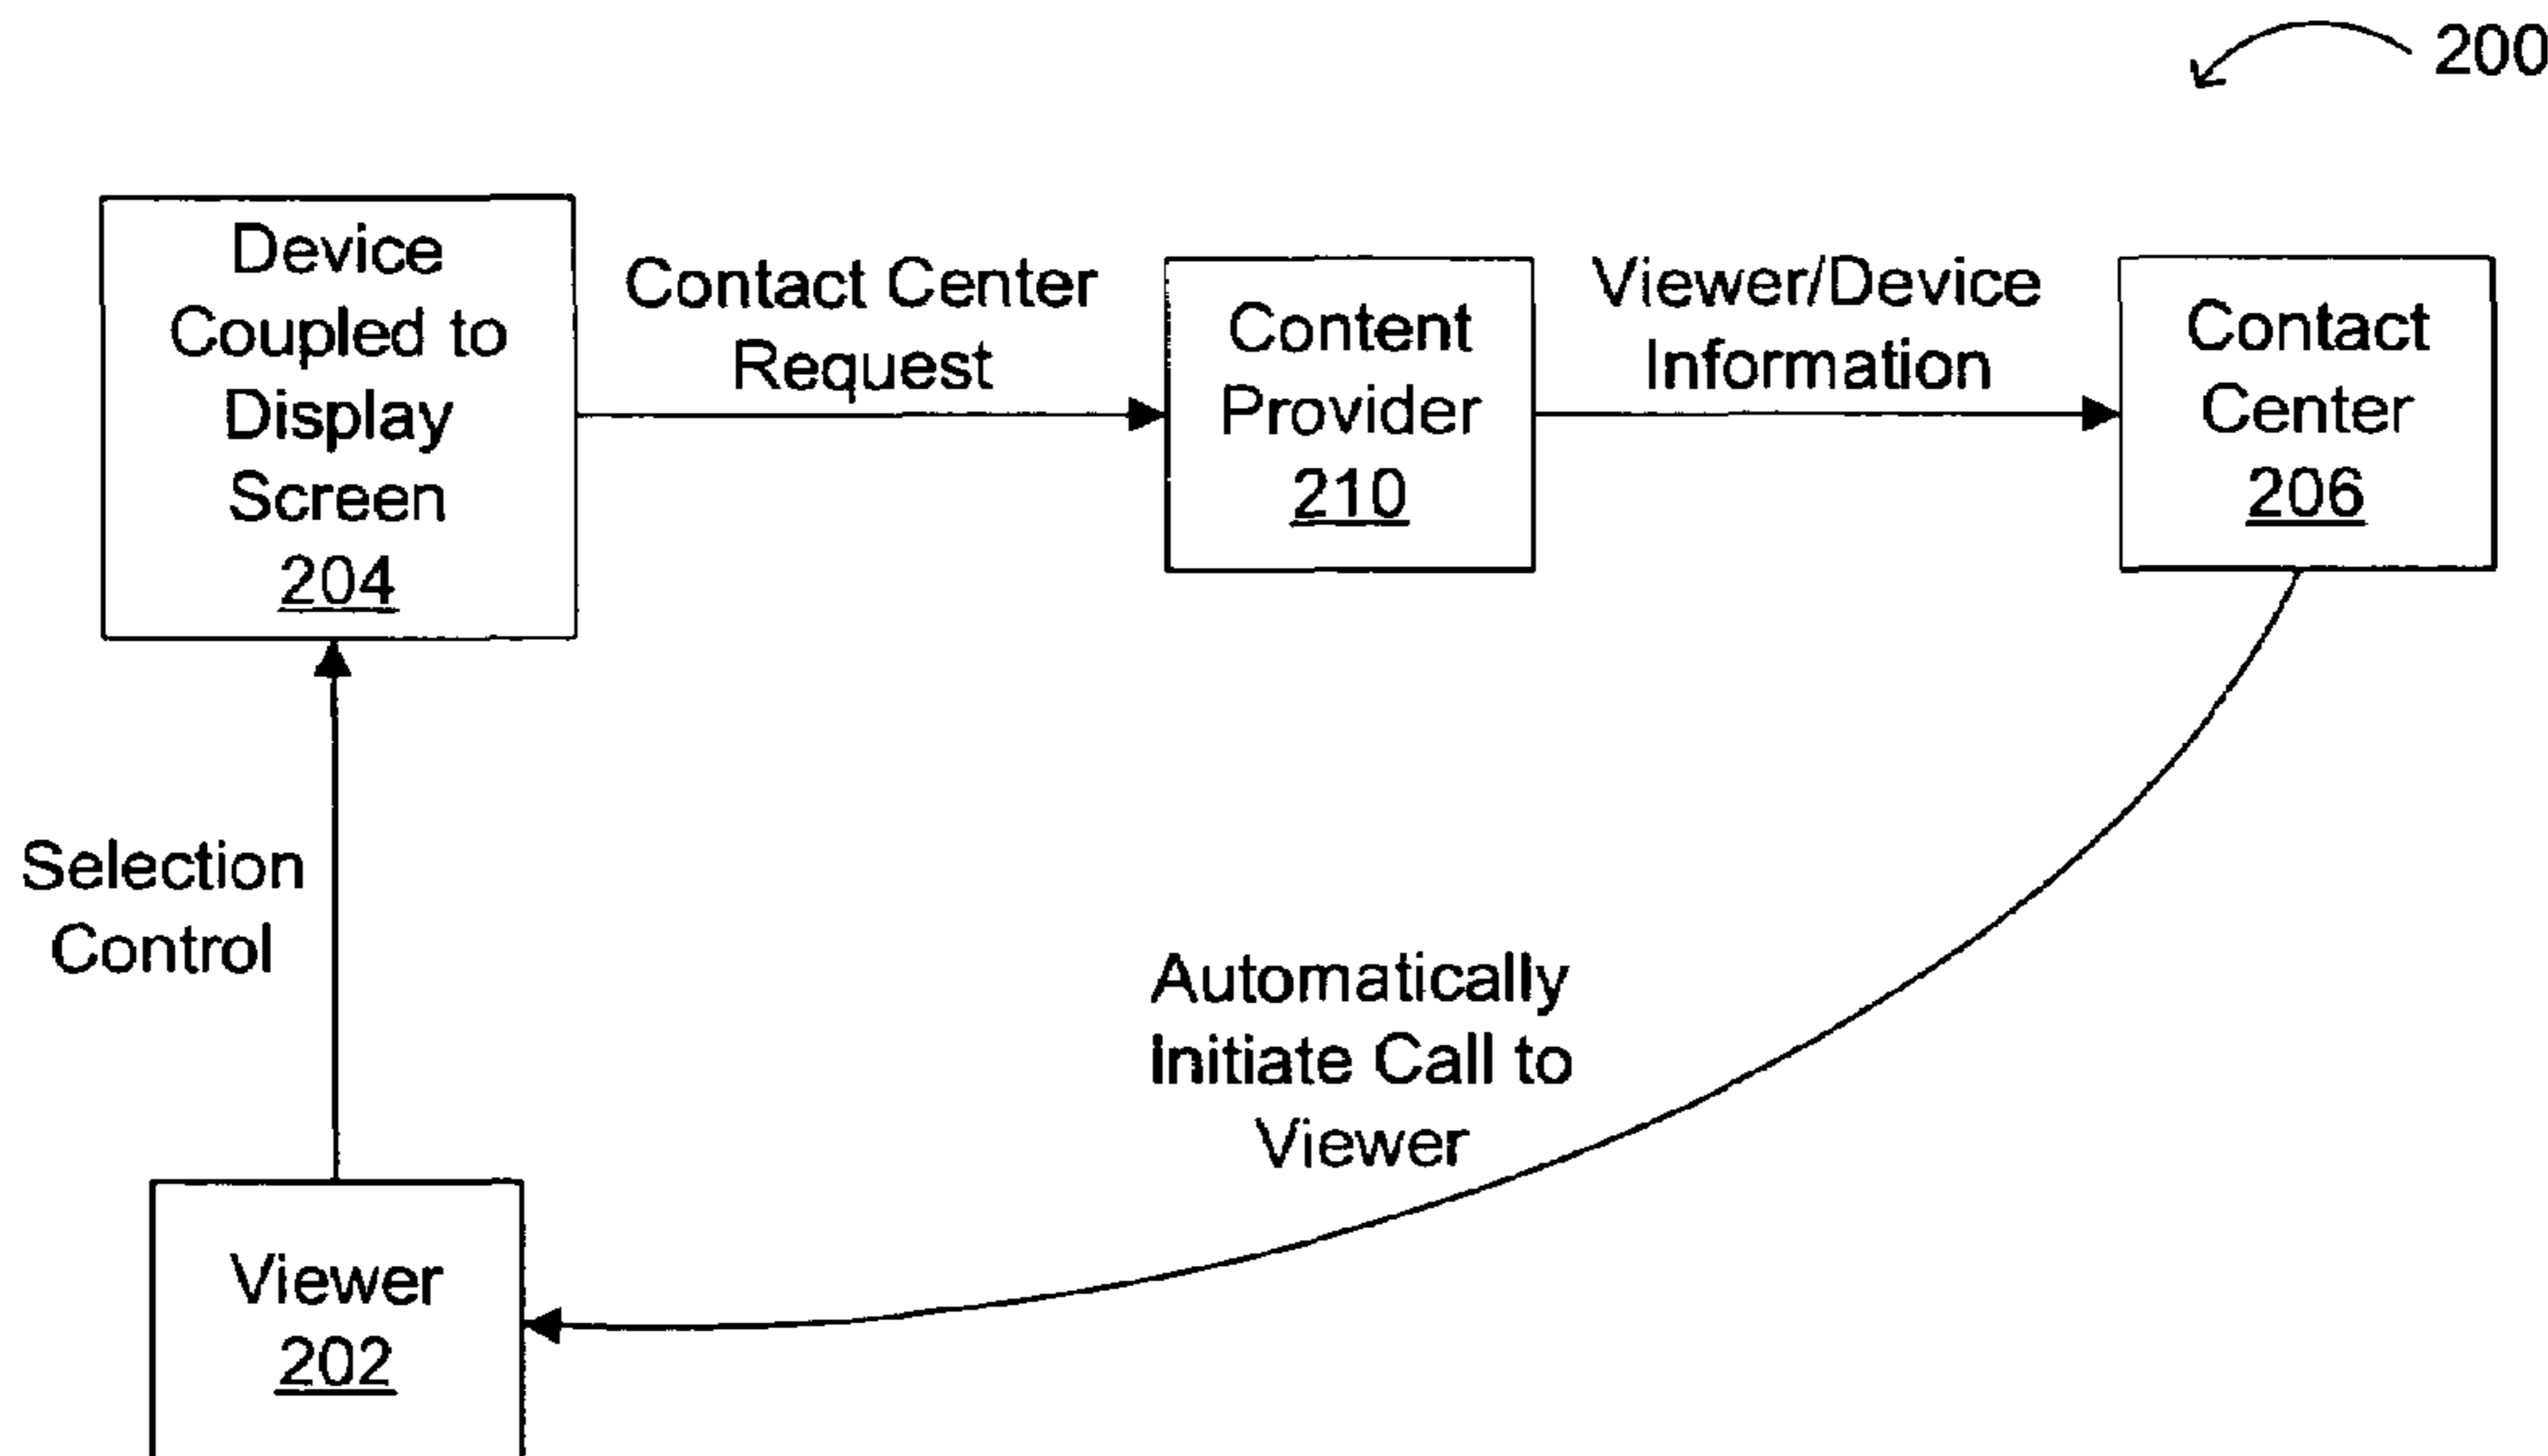 200
Device
Coupled to
Display
Screen
204
Contact Center
Request
Content
Provider
210
Viewer/Device
Information
Contact
Center
206
Selection
Control
Automatically
Initiate Call to
Viewer
Viewer
202